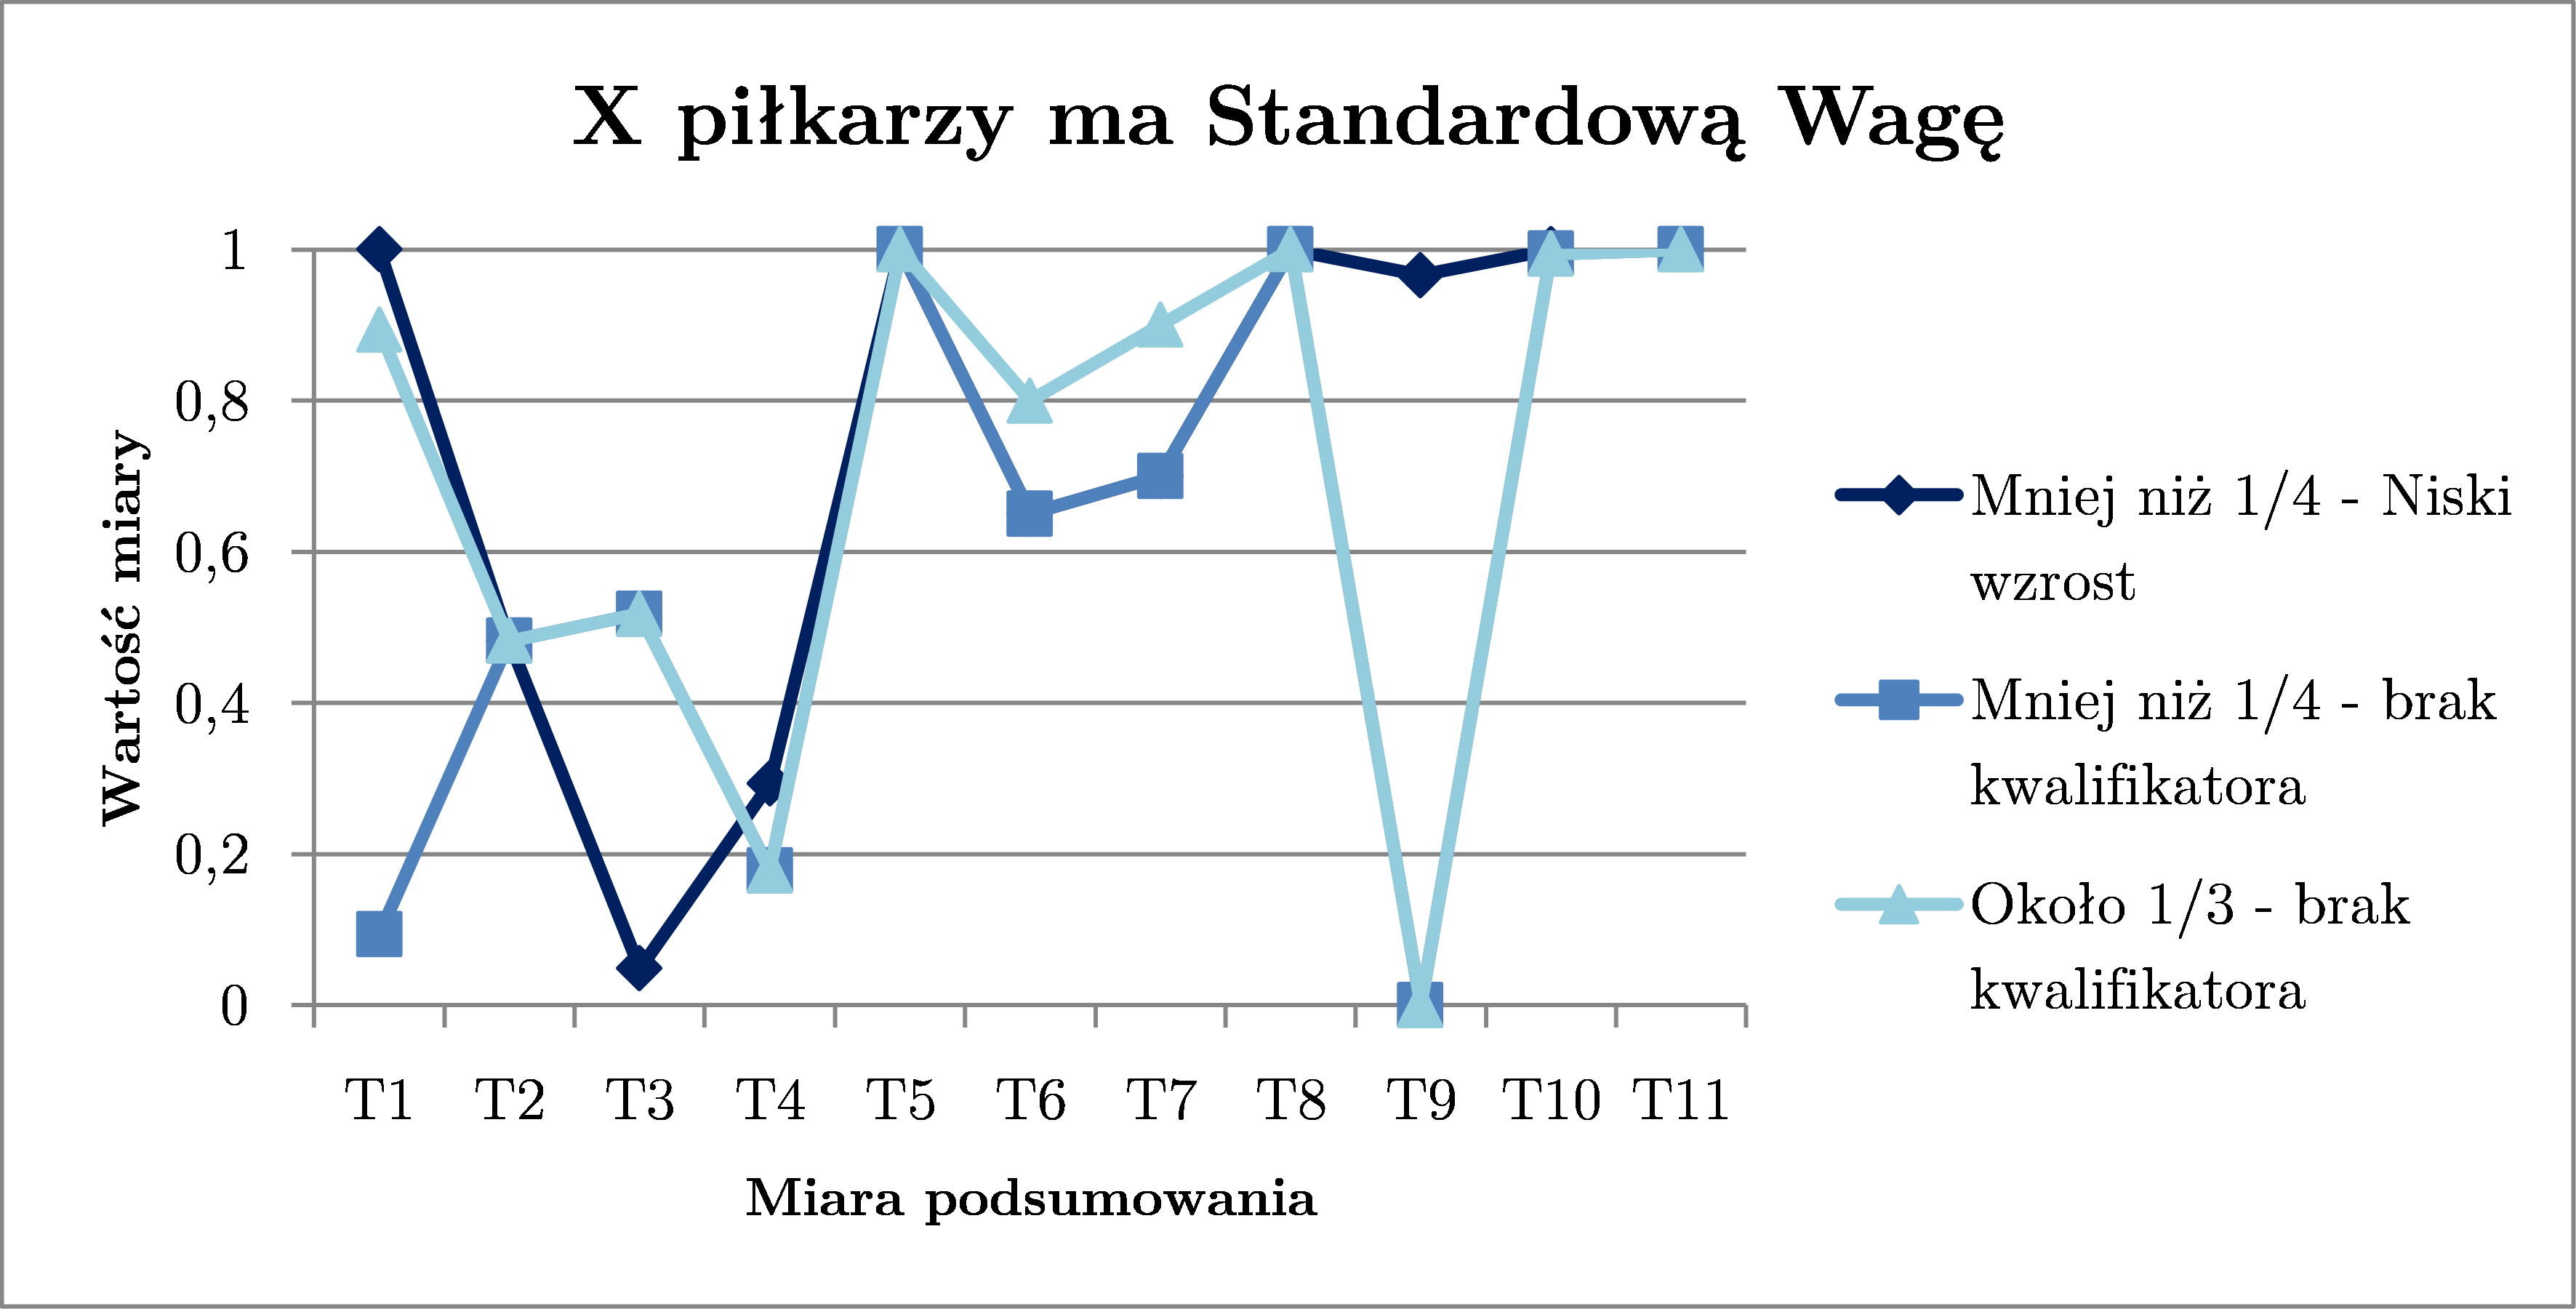 X piłkarzy ma Standardową Wagę
Wartość miary
1
0,8
0,6
0,4
0,2
0
T1 T2 T3 T4 T5 T6 T7 T8 T9 T10 T11
Miara podsumowania
Mniej niż 1/4 - Niski
wzrost
Mniej niż 1/4 - brak
kwalifikatora
Około 1/3 - brak
kwalifikatora